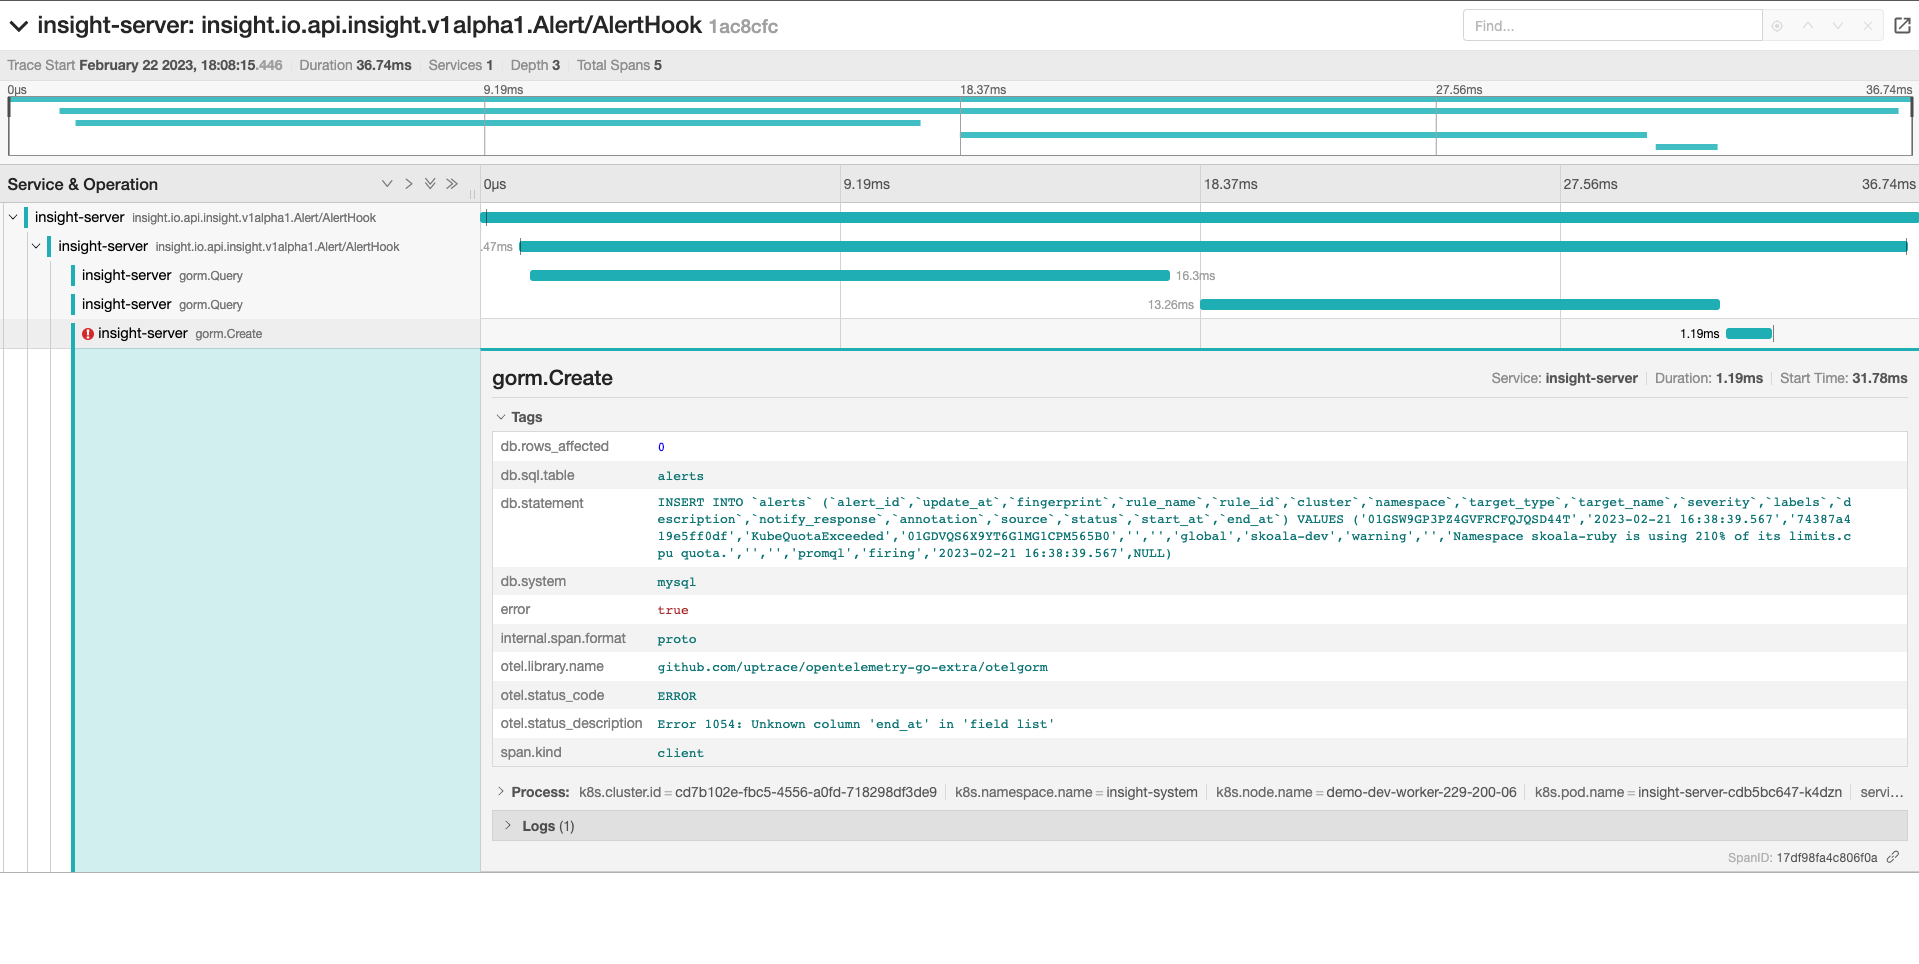 insight-server: insight.io.api.insight.v1alpha1.Alert/AlertHook 1ac8cfc
Find...
Trace Start February 22 2023, 18:08:15.446 Duration 36.74ms Services 1 Depth 3 Total Spans 5
0μs 9.19ms 18.37ms 27.56ms 36.74ms
Service & Operation 0μs 9.19ms 18.37ms 27.56ms 36.74ms
insight-server insight.io.api.insight.v1alpha1.Alert/AlertHook
insight-server insight.io.api.insight.v1alpha1.Alert/AlertHook .47ms
insight-server gorm.Query 16.3ms
insight-server gorm.Query 13.26ms
insight-server gorm.Create 1.19ms
gorm.Create Service: insight-server Duration: 1.19ms Start Time: 31.78ms
Tags
db.rows_affected 0
db.sql.table alerts
db.statement INSERT INTO `alerts` (`alert_id`,`update_at`,`fingerprint`,`rule_name`,`rule_id`,`cluster`,`namespace`,`target_type`,`target_name`,`severity`,`labels`,`d
escription`,`notify_response`,`annotation`,`source`,`status`,`start_at`,`end_at`) VALUES ('01GSW9GP3PZ4GVFRCFQJQSD44T','2023-02-21 16:38:39.567','74387a4
19e5ff0df','KubeQuotaExceeded','01GDVQS6X9YT6G1MG1CPM565B0','','','global','skoala-dev','warning','','Namespace skoala-ruby is using 210% of its limits.c
pu quota.','','','promql','firing','2023-02-21 16:38:39.567',NULL)
db.system mysql
error true
internal.span.format proto
otel.library.name github.com/uptrace/opentelemetry-go-extra/otelgorm
otel.status_code ERROR
otel.status_description Error 1054: Unknown column 'end_at' in 'field list'
span.kind client
Process: k8s.cluster.id = cd7b102e-fbc5-4556-a0fd-718298df3de9 k8s.namespace.name = insight-system k8s.node.name = demo-dev-worker-229-200-06 k8s.pod.name = insight-server-cdb5bc647-k4dzn servi...
Logs (1)
SpanID: 17df98fa4c806f0a